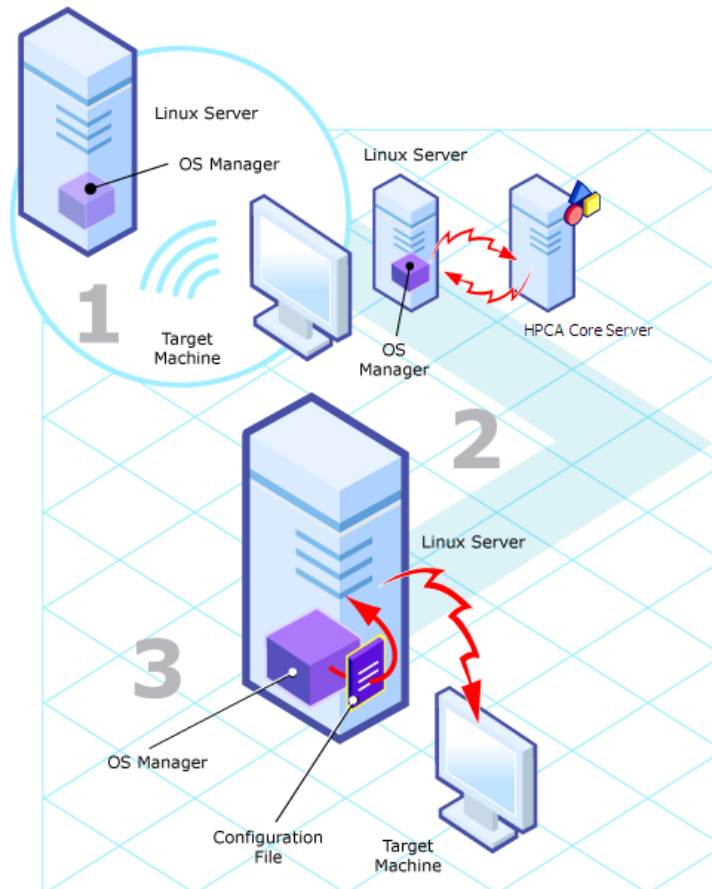 Linux Server
OS Manager
1
Target
Machine
Linux Server
OS
Manager
HPCA Core Server
2
Linux Server
3
OS Manager
Configuration
File
Target
Machine